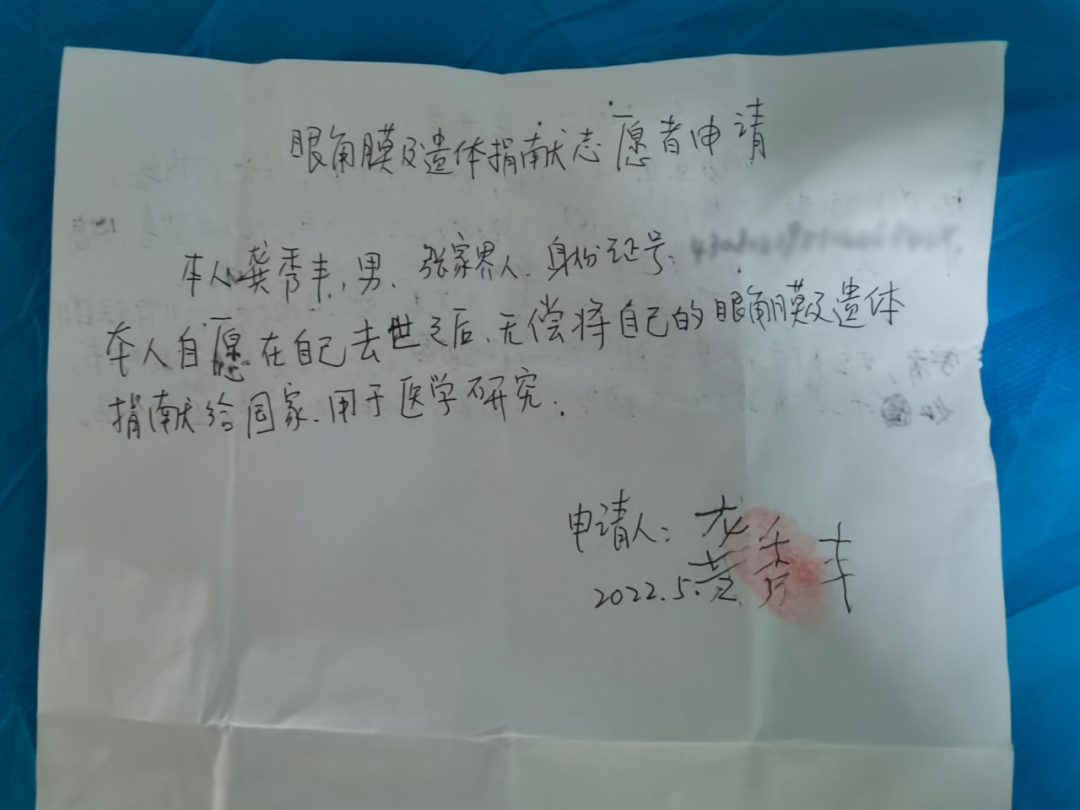 眼角膜及遗体捐献志愿者申请
本人龚秀丰,男、张家界人、身份证号:
本人自愿在自己去世之后、无偿将自己的眼角膜及遗体
捐献给国家、用于医学研究.
申请人:龚秀丰
2022.5.